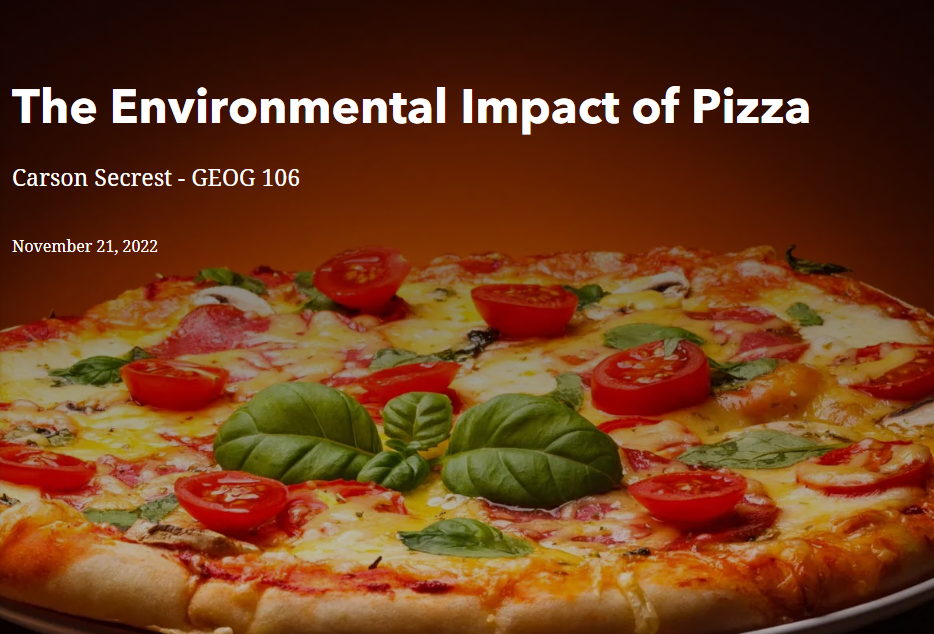 The Environmental Impact of Pizza
Carson Secrest - GEOG 106
November 21, 2022